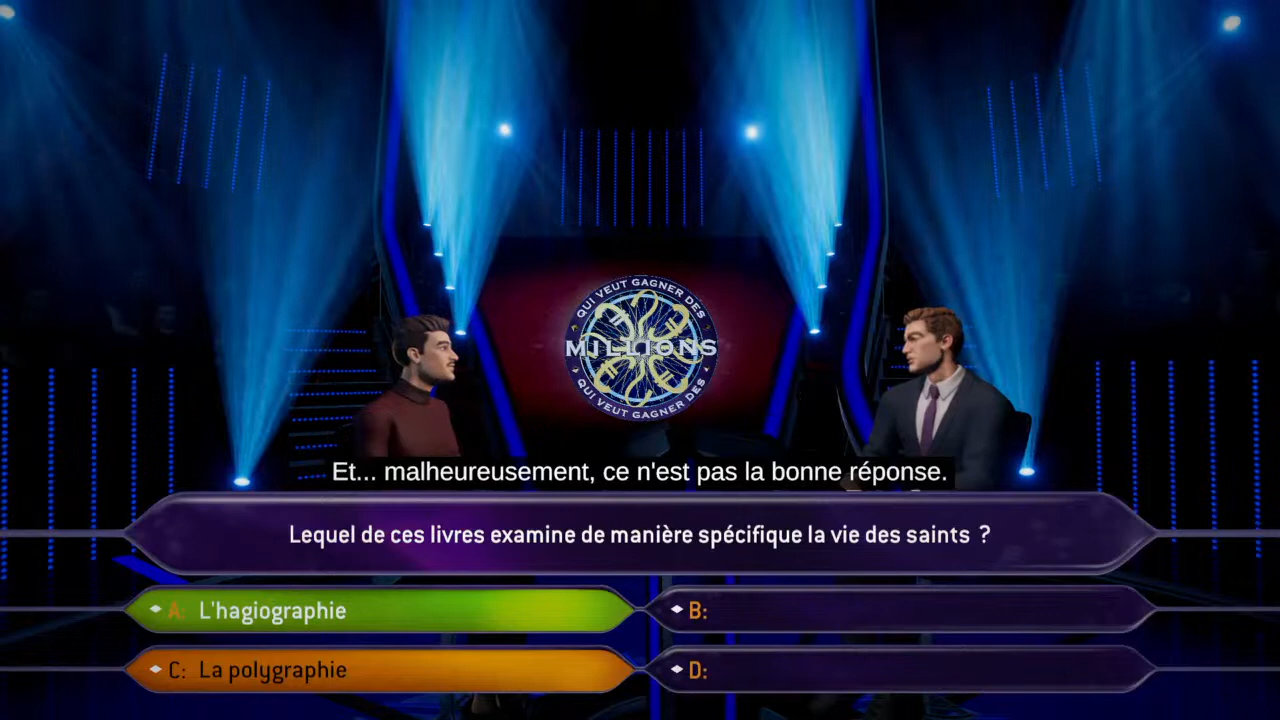 QUI VEUT GAGNER DES
MILLIONS
QUI VEUT GAGNER DES
Et... malheureusement, ce n'est pas la bonne réponse.
Lequel de ces livres examine de manière spécifique la vie des saints ?
A: L'hagiographie
B:
C: La polygraphie
D: